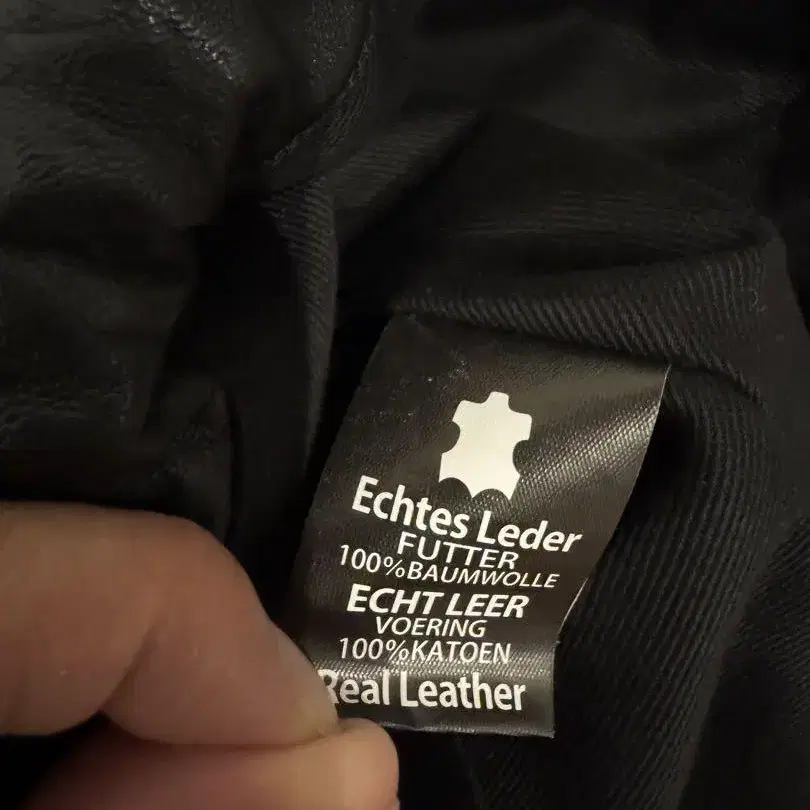 Echtes Leder
FUTTER
100%BAUMWOLLE
ECHT LEER
VOERING
100%KATOEN
Real Leather